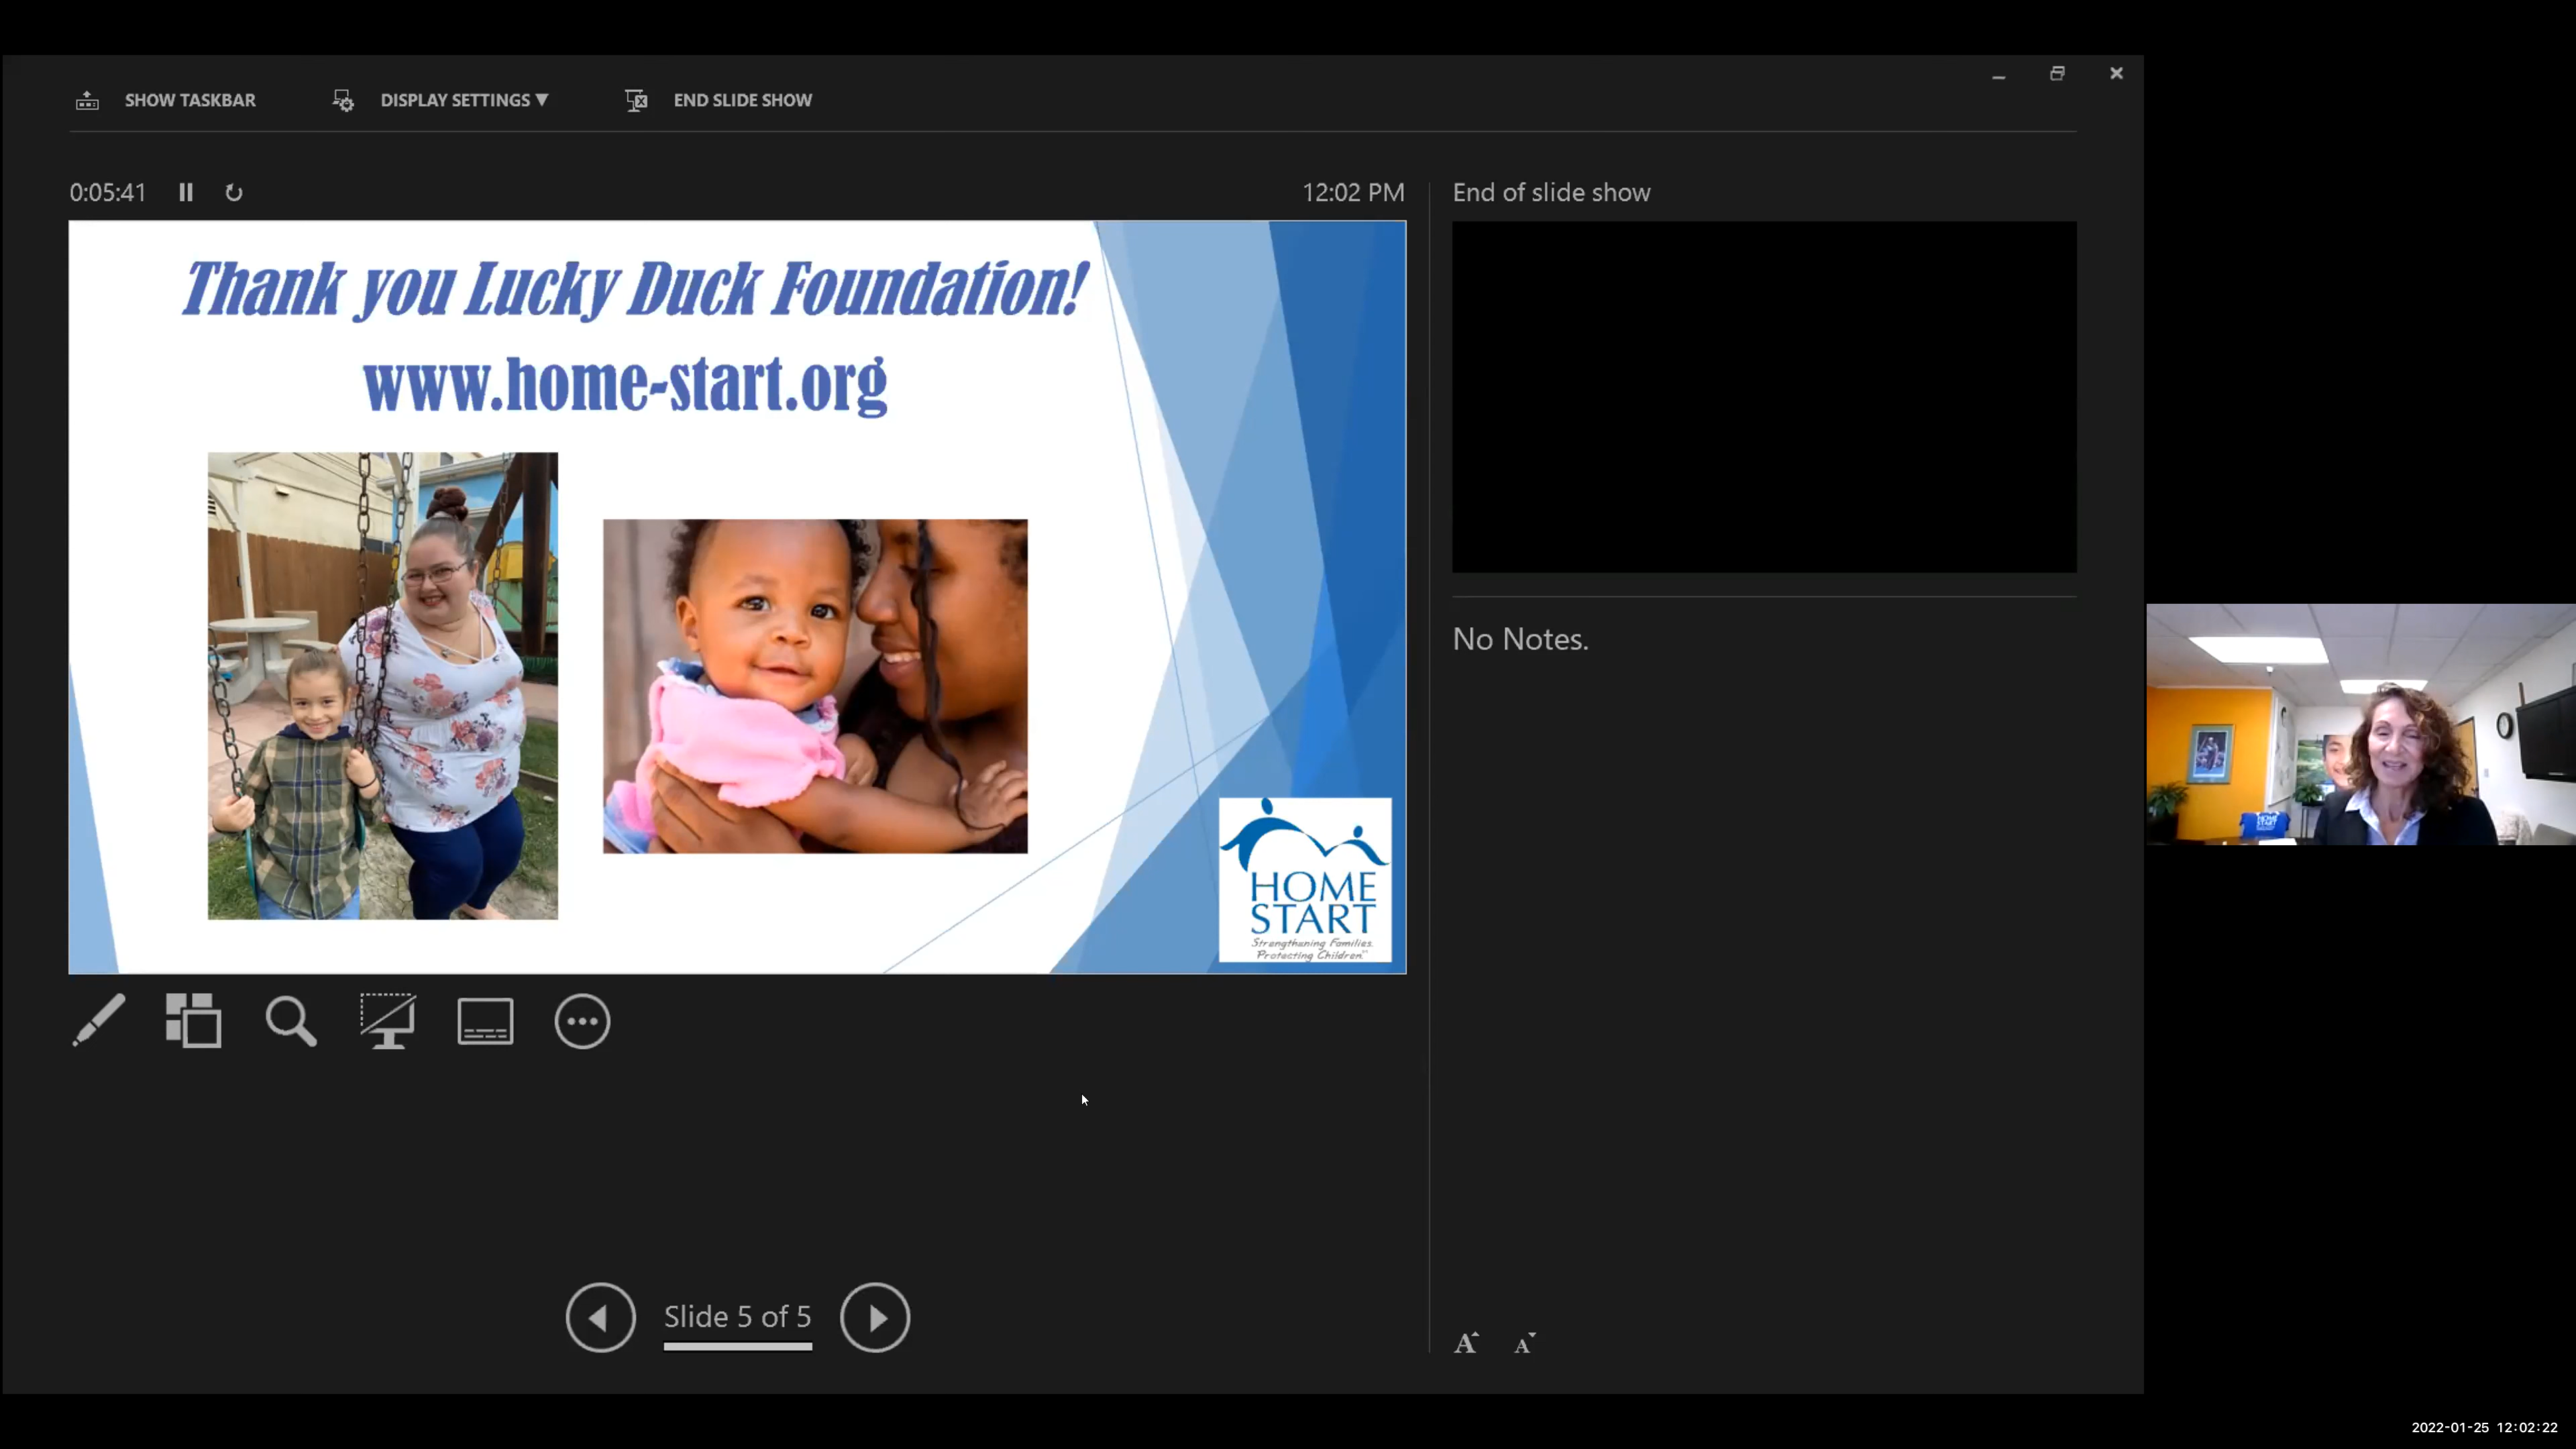 SHOW TASKBAR
DISPLAY SETTINGS ▼
END SLIDE SHOW
0:05:41
12:02 PM
End of slide show
Thank you Lucky Duck Foundation!
www.home-start.org
HOME
START
Strengthening Families.
Protecting Children.
No Notes.
HOME
START
Slide 5 of 5
A
A
2022-01-25 12:02:22